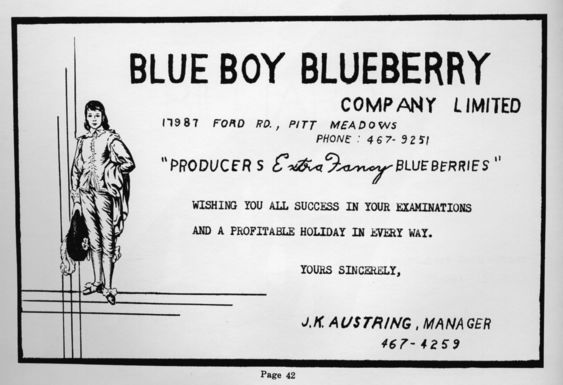 BLUE BOY BLUEBERRY
COMPANY LIMITED
17987 FORD RD., PITT MEADOWS
PHONE: 467-9251
"PRODUCERS Extra Fancy BLUEBERRIES"
WISHING YOU ALL SUCCESS IN YOUR EXAMINATIONS
AND A PROFITABLE HOLIDAY IN EVERY WAY.
YOURS SINCERELY,
J.K. AUSTRING, MANAGER
467-4259
Page 42